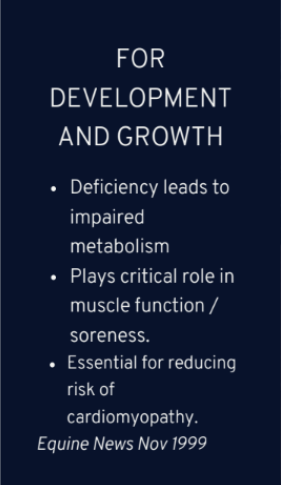 FOR
DEVELOPMENT
AND GROWTH
• Deficiency leads to
impaired
metabolism
• Plays critical role in
muscle function /
soreness.
• Essential for reducing
risk of
cardiomyopathy.
Equine News Nov 1999